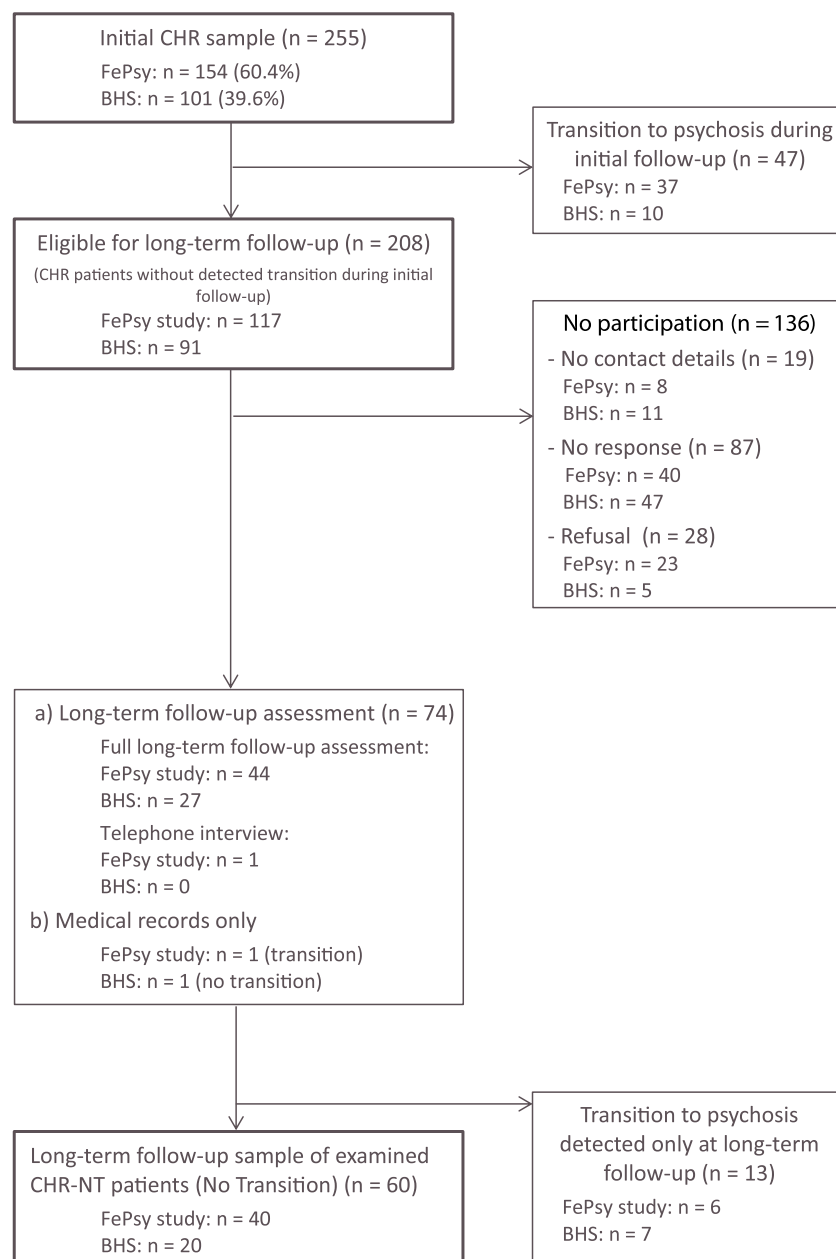 Initial CHR sample (n = 255)
FePsy: n = 154 (60.4%)
BHS: n = 101 (39.6%)
Transition to psychosis during
initial follow-up (n = 47)
FePsy: n = 37
BHS: n = 10
Eligible for long-term follow-up (n = 208)
(CHR patients without detected transition during initial
follow-up)
FePsy study: n = 117
BHS: n = 91
No participation (n = 136)
- No contact details (n = 19)
FePsy: n = 8
BHS: n = 11
- No response (n = 87)
FePsy: n = 40
BHS: n = 47
- Refusal (n = 28)
FePsy: n = 23
BHS: n = 5
a) Long-term follow-up assessment (n = 74)
Full long-term follow-up assessment:
FePsy study: n = 44
BHS: n = 27
Telephone interview:
FePsy study: n = 1
BHS: n = 0
b) Medical records only
FePsy study: n = 1 (transition)
BHS: n = 1 (no transition)
Transition to psychosis
detected only at long-term
follow-up (n = 13)
FePsy study: n = 6
BHS: n = 7
Long-term follow-up sample of examined
CHR-NT patients (No Transition) (n = 60)
FePsy study: n = 40
BHS: n = 20